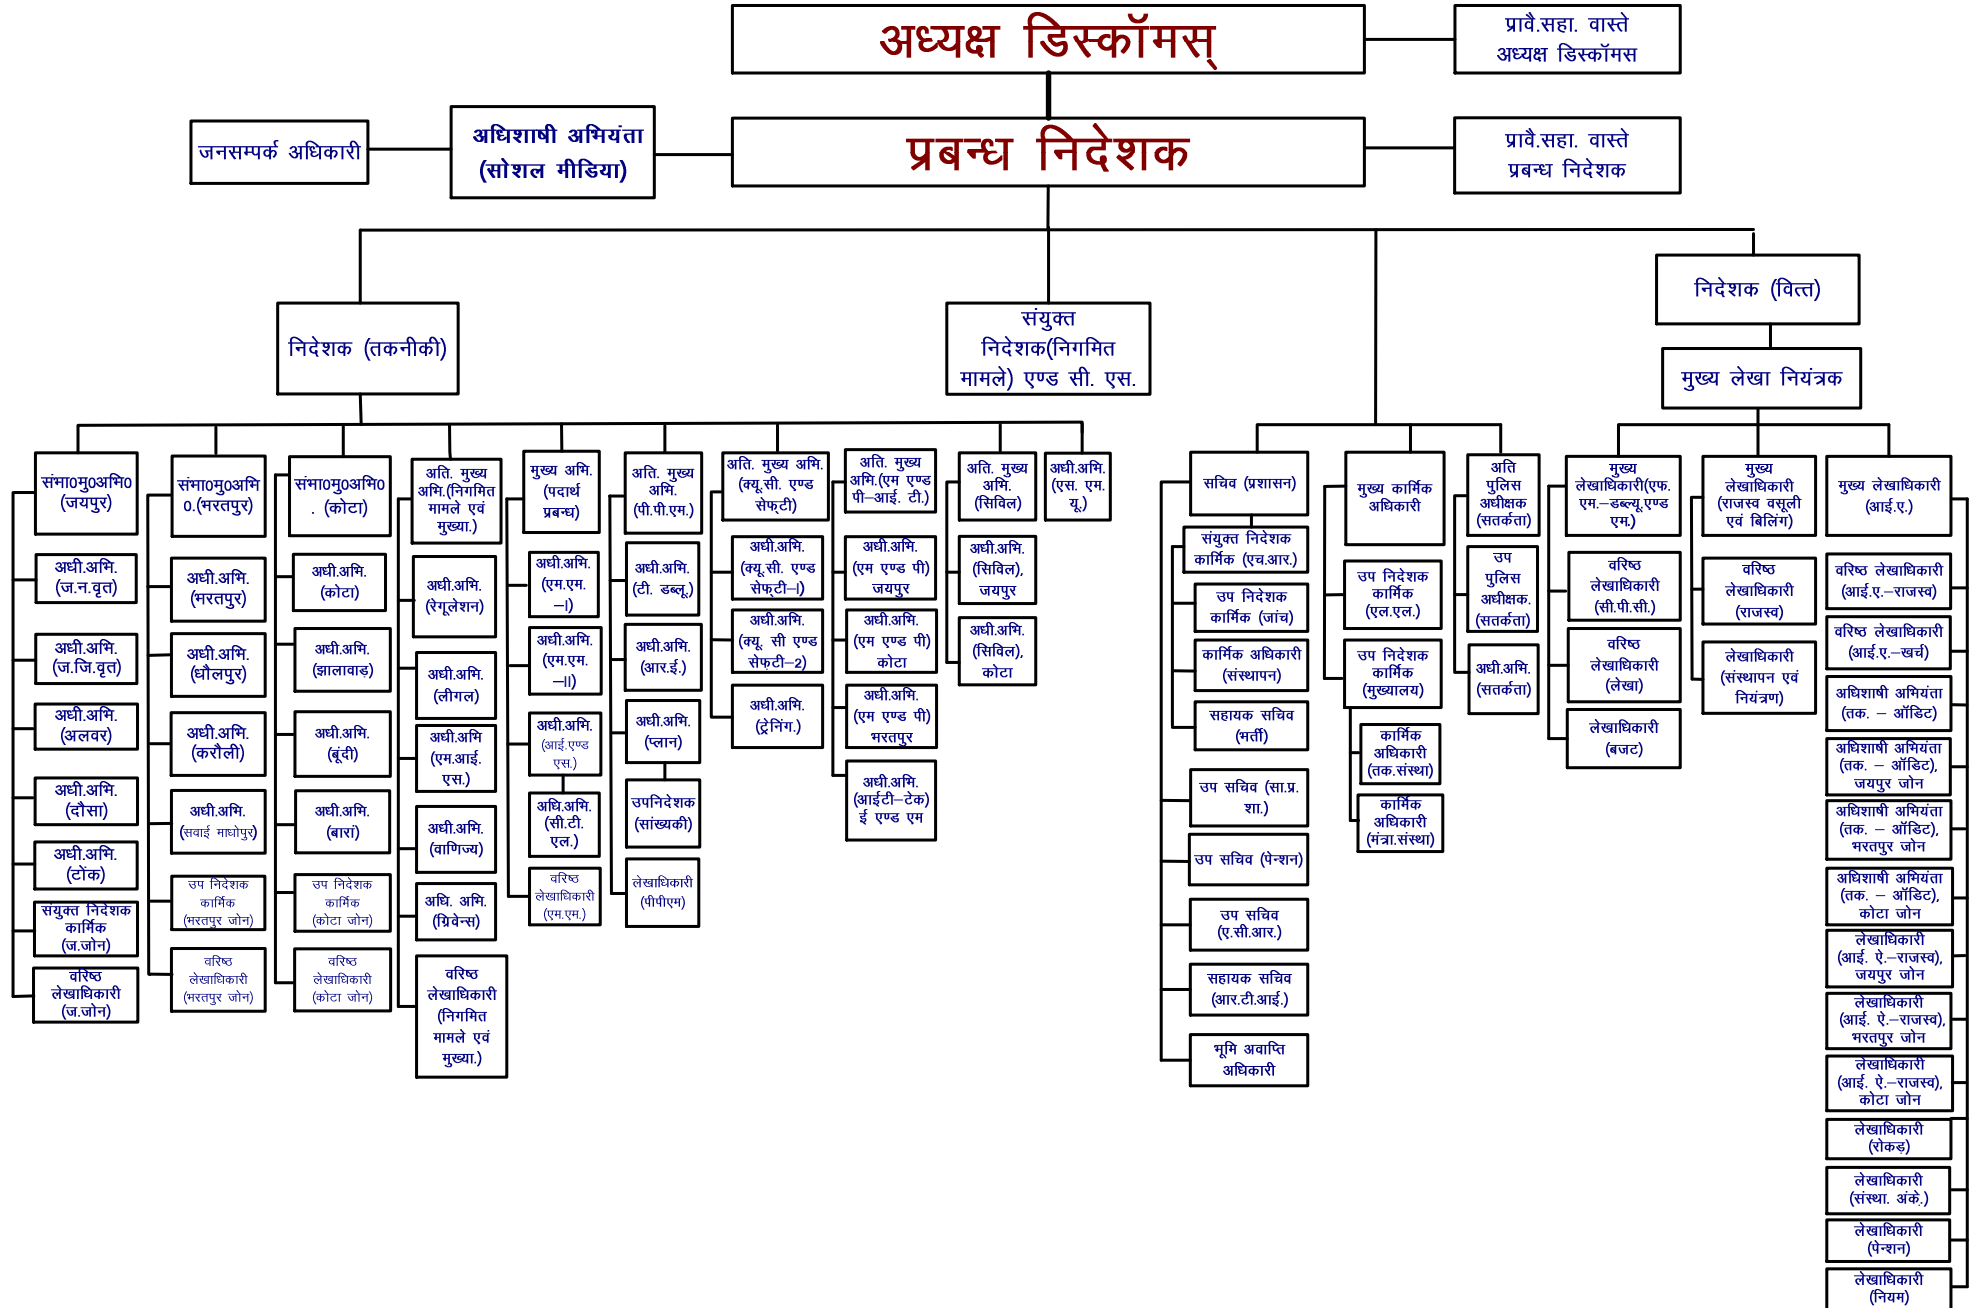 अध्यक्ष डिस्कॉमस्
प्रावै.सहा. वास्ते
अध्यक्ष डिस्कॉमस
जनसम्पर्क अधिकारी
अधिशाषी अभियंता
(सोशल मीडिया)
प्रबन्ध निदेशक
प्रावै.सहा. वास्ते
प्रबन्ध निदेशक
निदेशक (तकनीकी)
संयुक्त
निदेशक(निगमित
मामले) एण्ड सी. एस.
निदेशक (वित्त)
मुख्य लेखा नियंत्रक
संभा0मु0अभि0
(जयपुर)
अधी.अभि.
(ज.न.वृत)
अधी.अभि.
(ज.जि.वृत)
अधी.अभि.
(अलवर)
अधी.अभि.
(दौसा)
अधी.अभि.
(टोंक)
संयुक्त निदेशक
कार्मिक
(ज.जोन)
वरिष्ठ
लेखाधिकारी
(ज.जोन)
संभा0मु0अभि
0.(भरतपुर)
अधी.अभि.
(भरतपुर)
अधी.अभि.
(धौलपुर)
अधी.अभि.
(करौली)
अधी.अभि.
(सवाई माधोपुर)
उप निदेशक
कार्मिक
(भरतपुर जोन)
वरिष्ठ
लेखाधिकारी
(भरतपुर जोन)
संभा0मु0अभि0
. (कोटा)
अधी.अभि.
(कोटा)
अधी.अभि.
(झालावाड़)
अधी.अभि.
(बूंदी)
अधी.अभि.
(बारां)
उप निदेशक
कार्मिक
(कोटा जोन)
वरिष्ठ
लेखाधिकारी
(कोटा जोन)
अति. मुख्य
अभि.(निगमित
मामले एवं
मुख्या.)
अधी.अभि.
(रेगूलेशन)
अधी.अभि.
(लीगल)
अधी.अभि
(एम.आई.
एस.)
अधी.अभि.
(वाणिज्य)
अधि. अभि.
(ग्रिवेन्स)
वरिष्ठ
लेखाधिकारी
(निगमित
मामले एवं
मुख्या.)
मुख्य अभि.
(पदार्थ
प्रबन्ध)
अधी.अभि.
(एम.एम.
–I)
अधी.अभि.
(एम.एम.
–II)
अधी.अभि.
(आई.एण्ड
एस.)
अधि.अभि.
(सी.टी.
एल.)
वरिष्ठ
लेखाधिकारी
(एम.एम.)
अति. मुख्य
अभि.
(पी.पी.एम.)
अधी.अभि.
(टी. डब्लू.)
अधी.अभि.
(आर.ई.)
अधी.अभि.
(प्लान)
उपनिदेशक
(सांख्यकी)
लेखाधिकारी
(पीपीएम)
अति. मुख्य अभि.
(क्यू.सी. एण्ड
सेफ्टी)
अधी.अभि.
(क्यू.सी. एण्ड
सेफ्टी–I)
अधी.अभि.
(क्यू. सी एण्ड
सेफ्टी–2)
अधी.अभि.
(ट्रेनिंग.)
अति. मुख्य
अभि.(एम एण्ड
पी–आई. टी.)
अधी.अभि.
(एम एण्ड पी)
जयपुर
अधी.अभि.
(एम एण्ड पी)
कोटा
अधी.अभि.
(एम एण्ड पी)
भरतपुर
अधी.अभि.
(आईटी–टेक)
ई एण्ड एम
अति. मुख्य
अभि.
(सिविल)
अधी.अभि.
(सिविल),
जयपुर
अधी.अभि.
(सिविल),
कोटा
अधी.अभि.
(एस. एम.
यू.)
सचिव (प्रशासन)
संयुक्त निदेशक
कार्मिक (एच.आर.)
उप निदेशक
कार्मिक (जांच)
कार्मिक अधिकारी
(संस्थापन)
सहायक सचिव
(भर्ती)
उप सचिव (सा.प्र.
शा.)
उप सचिव (पेन्शन)
उप सचिव
(ए.सी.आर.)
सहायक सचिव
(आर.टी.आई.)
भूमि अवाप्ति
अधिकारी
मुख्य कार्मिक
अधिकारी
उप निदेशक
कार्मिक
(एल.एल.)
उप निदेशक
कार्मिक
(मुख्यालय)
कार्मिक
अधिकारी
(तक.संस्था)
कार्मिक
अधिकारी
(मंत्रा.संस्था)
अति
पुलिस
अधीक्षक
(सतर्कता)
उप
पुलिस
अधीक्षक.
(सतर्कता)
अधी.अभि.
(सतर्कता)
मुख्य
लेखाधिकारी(एफ.
एम.–डब्ल्यू.एण्ड
एम.)
वरिष्ठ
लेखाधिकारी
(सी.पी.सी.)
वरिष्ठ
लेखाधिकारी
(लेखा)
लेखाधिकारी
(बजट)
मुख्य
लेखाधिकारी
(राजस्व वसूली
एवं बिलिंग)
वरिष्ठ
लेखाधिकारी
(राजस्व)
लेखाधिकारी
(संस्थापन एवं
नियंत्रण)
मुख्य लेखाधिकारी
(आई.ए.)
वरिष्ठ लेखाधिकारी
(आई.ए.–राजस्व)
वरिष्ठ लेखाधिकारी
(आई.ए.–खर्च)
अधिशाषी अभियंता
(तक. – ऑडिट)
अधिशाषी अभियंता
(तक. – ऑडिट),
जयपुर जोन
अधिशाषी अभियंता
(तक. – ऑडिट),
भरतपुर जोन
अधिशाषी अभियंता
(तक. – ऑडिट),
कोटा जोन
लेखाधिकारी
(आई. ऐ.–राजस्व),
जयपुर जोन
लेखाधिकारी
(आई. ऐ.–राजस्व),
भरतपुर जोन
लेखाधिकारी
(आई. ऐ.–राजस्व),
कोटा जोन
लेखाधिकारी
(रोकड़)
लेखाधिकारी
(संस्था. अंके.)
लेखाधिकारी
(पेन्शन)
लेखाधिकारी
(नियम)